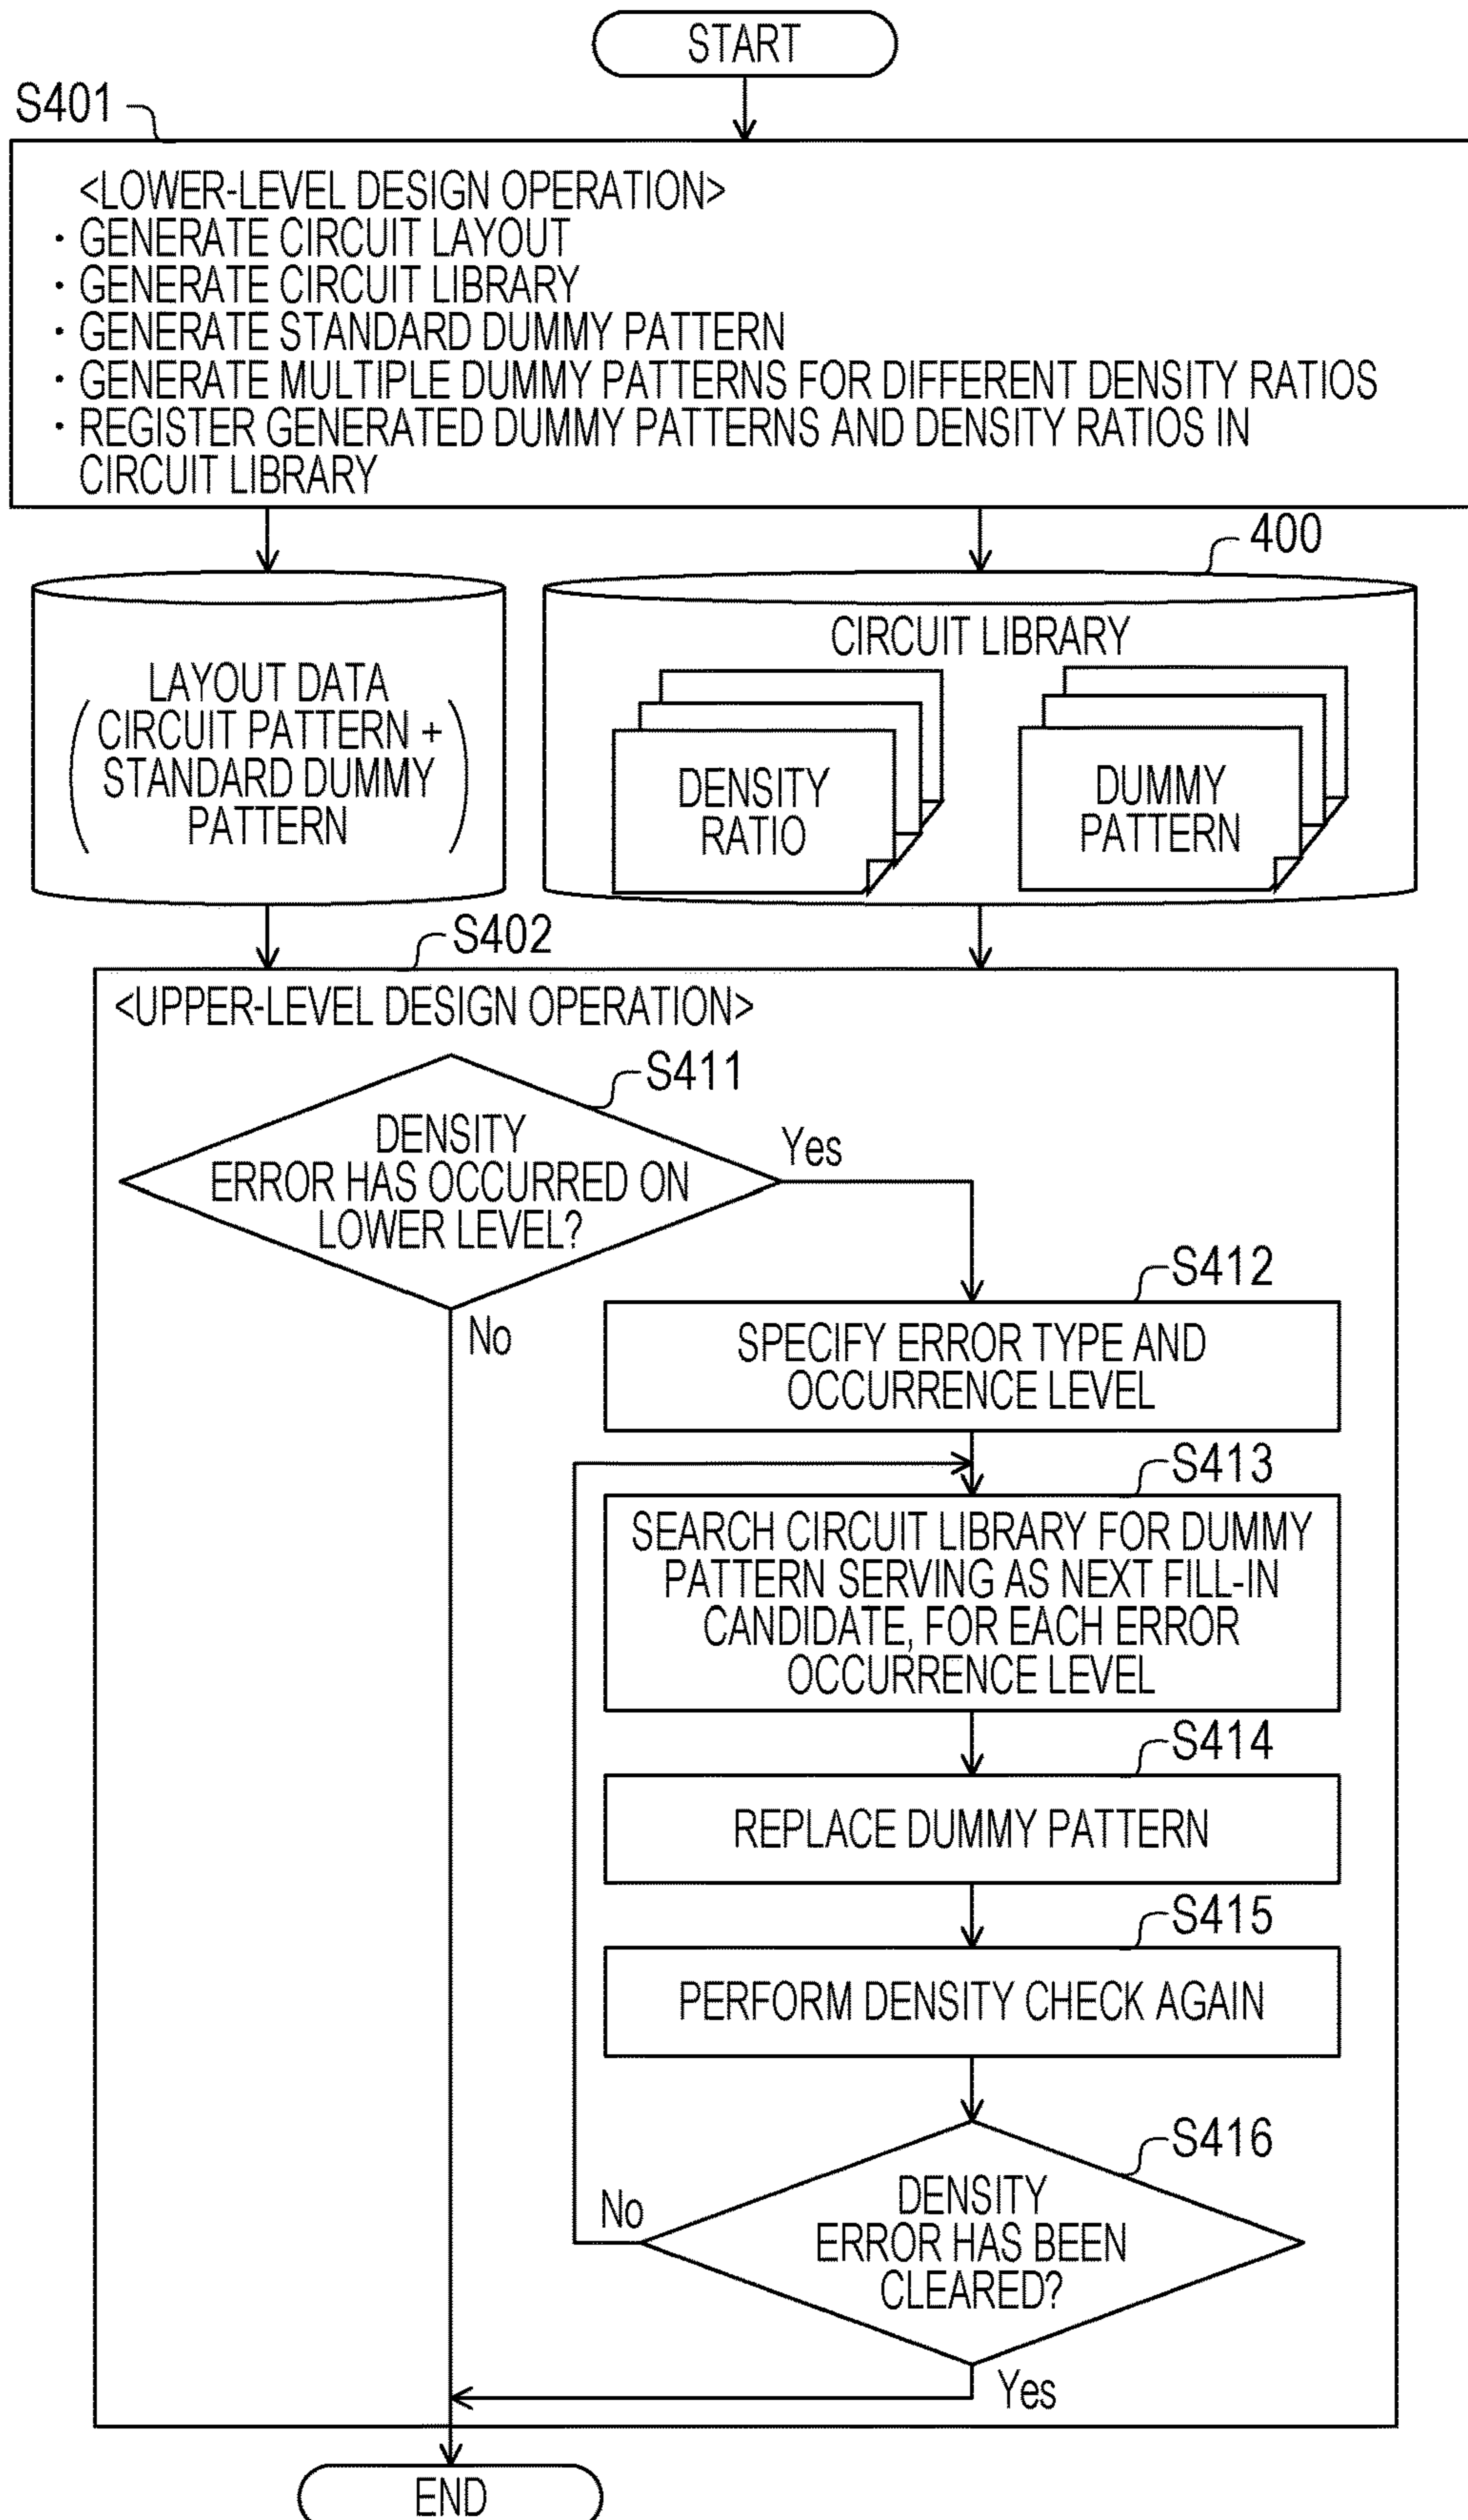 START
S401
<LOWER-LEVEL DESIGN OPERATION>
· GENERATE CIRCUIT LAYOUT
· GENERATE CIRCUIT LIBRARY
· GENERATE STANDARD DUMMY PATTERN
· GENERATE MULTIPLE DUMMY PATTERNS FOR DIFFERENT DENSITY RATIOS
· REGISTER GENERATED DUMMY PATTERNS AND DENSITY RATIOS IN
CIRCUIT LIBRARY
LAYOUT DATA
(CIRCUIT PATTERN +
STANDARD DUMMY
PATTERN)
400
CIRCUIT LIBRARY
DENSITY
RATIO
DUMMY
PATTERN
S402
<UPPER-LEVEL DESIGN OPERATION>
S411
DENSITY
ERROR HAS OCCURRED ON
LOWER LEVEL?
Yes
No
S412
SPECIFY ERROR TYPE AND
OCCURRENCE LEVEL
S413
SEARCH CIRCUIT LIBRARY FOR DUMMY
PATTERN SERVING AS NEXT FILL-IN
CANDIDATE, FOR EACH ERROR
OCCURRENCE LEVEL
S414
REPLACE DUMMY PATTERN
S415
PERFORM DENSITY CHECK AGAIN
S416
DENSITY
ERROR HAS BEEN
CLEARED?
No
Yes
END